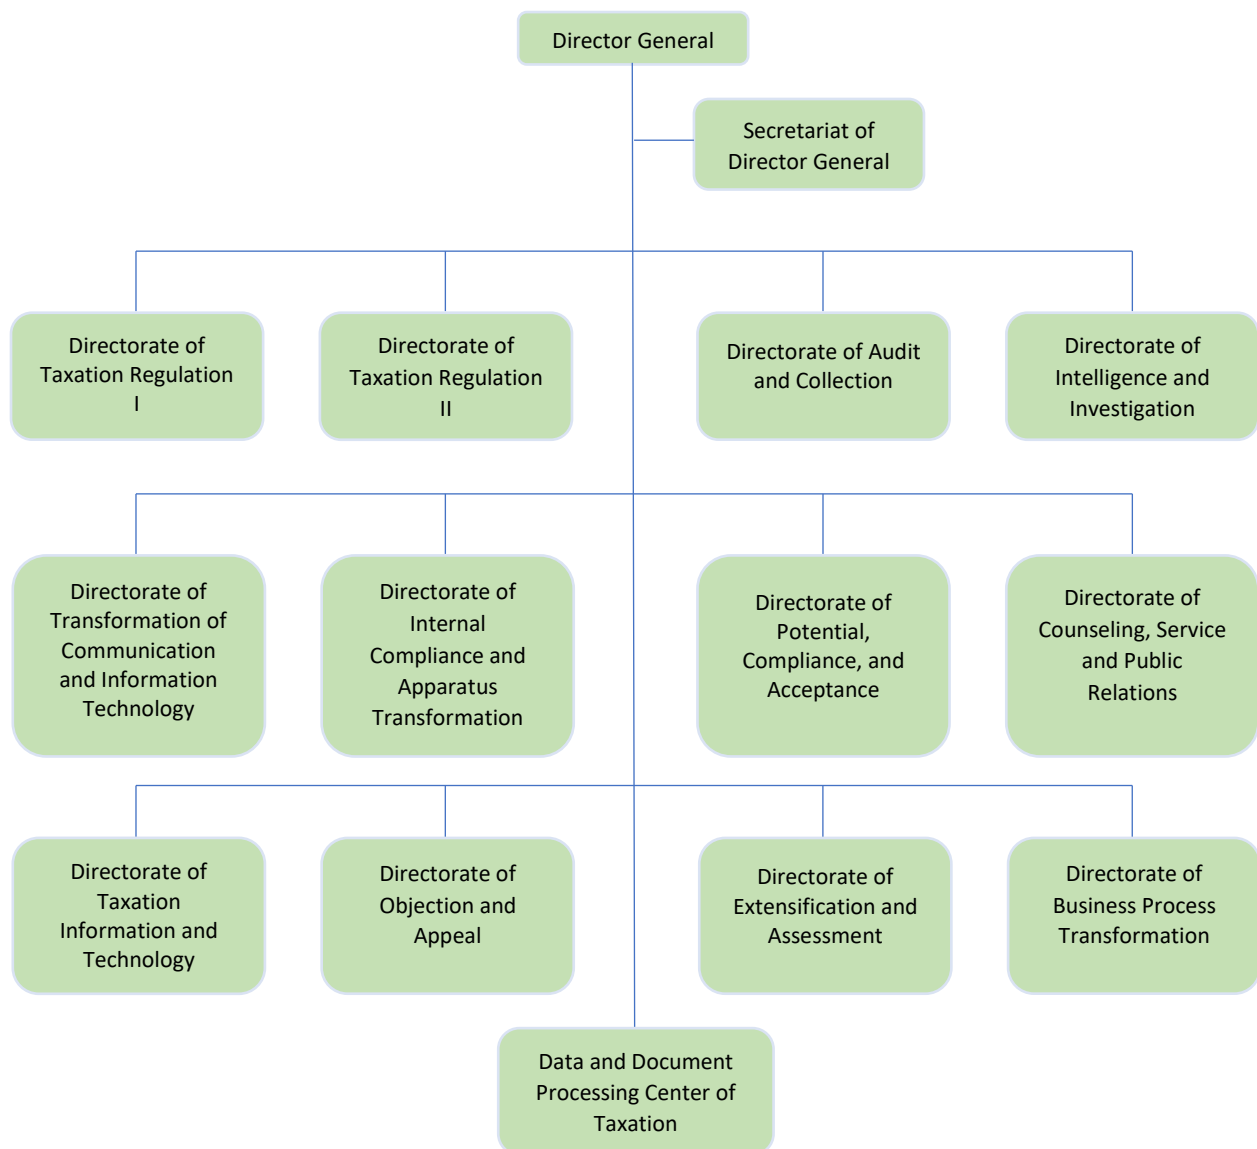 Director General
Secretariat of
Director General
Directorate of
Taxation Regulation
I
Directorate of
Taxation Regulation
II
Directorate of Audit
and Collection
Directorate of
Intelligence and
Investigation
Directorate of
Transformation of
Communication
and Information
Technology
Directorate of
Internal
Compliance and
Apparatus
Transformation
Directorate of
Potential,
Compliance, and
Acceptance
Directorate of
Counseling, Service
and Public
Relations
Directorate of
Taxation
Information and
Technology
Directorate of
Objection and
Appeal
Directorate of
Extensification and
Assessment
Directorate of
Business Process
Transformation
Data and Document
Processing Center of
Taxation